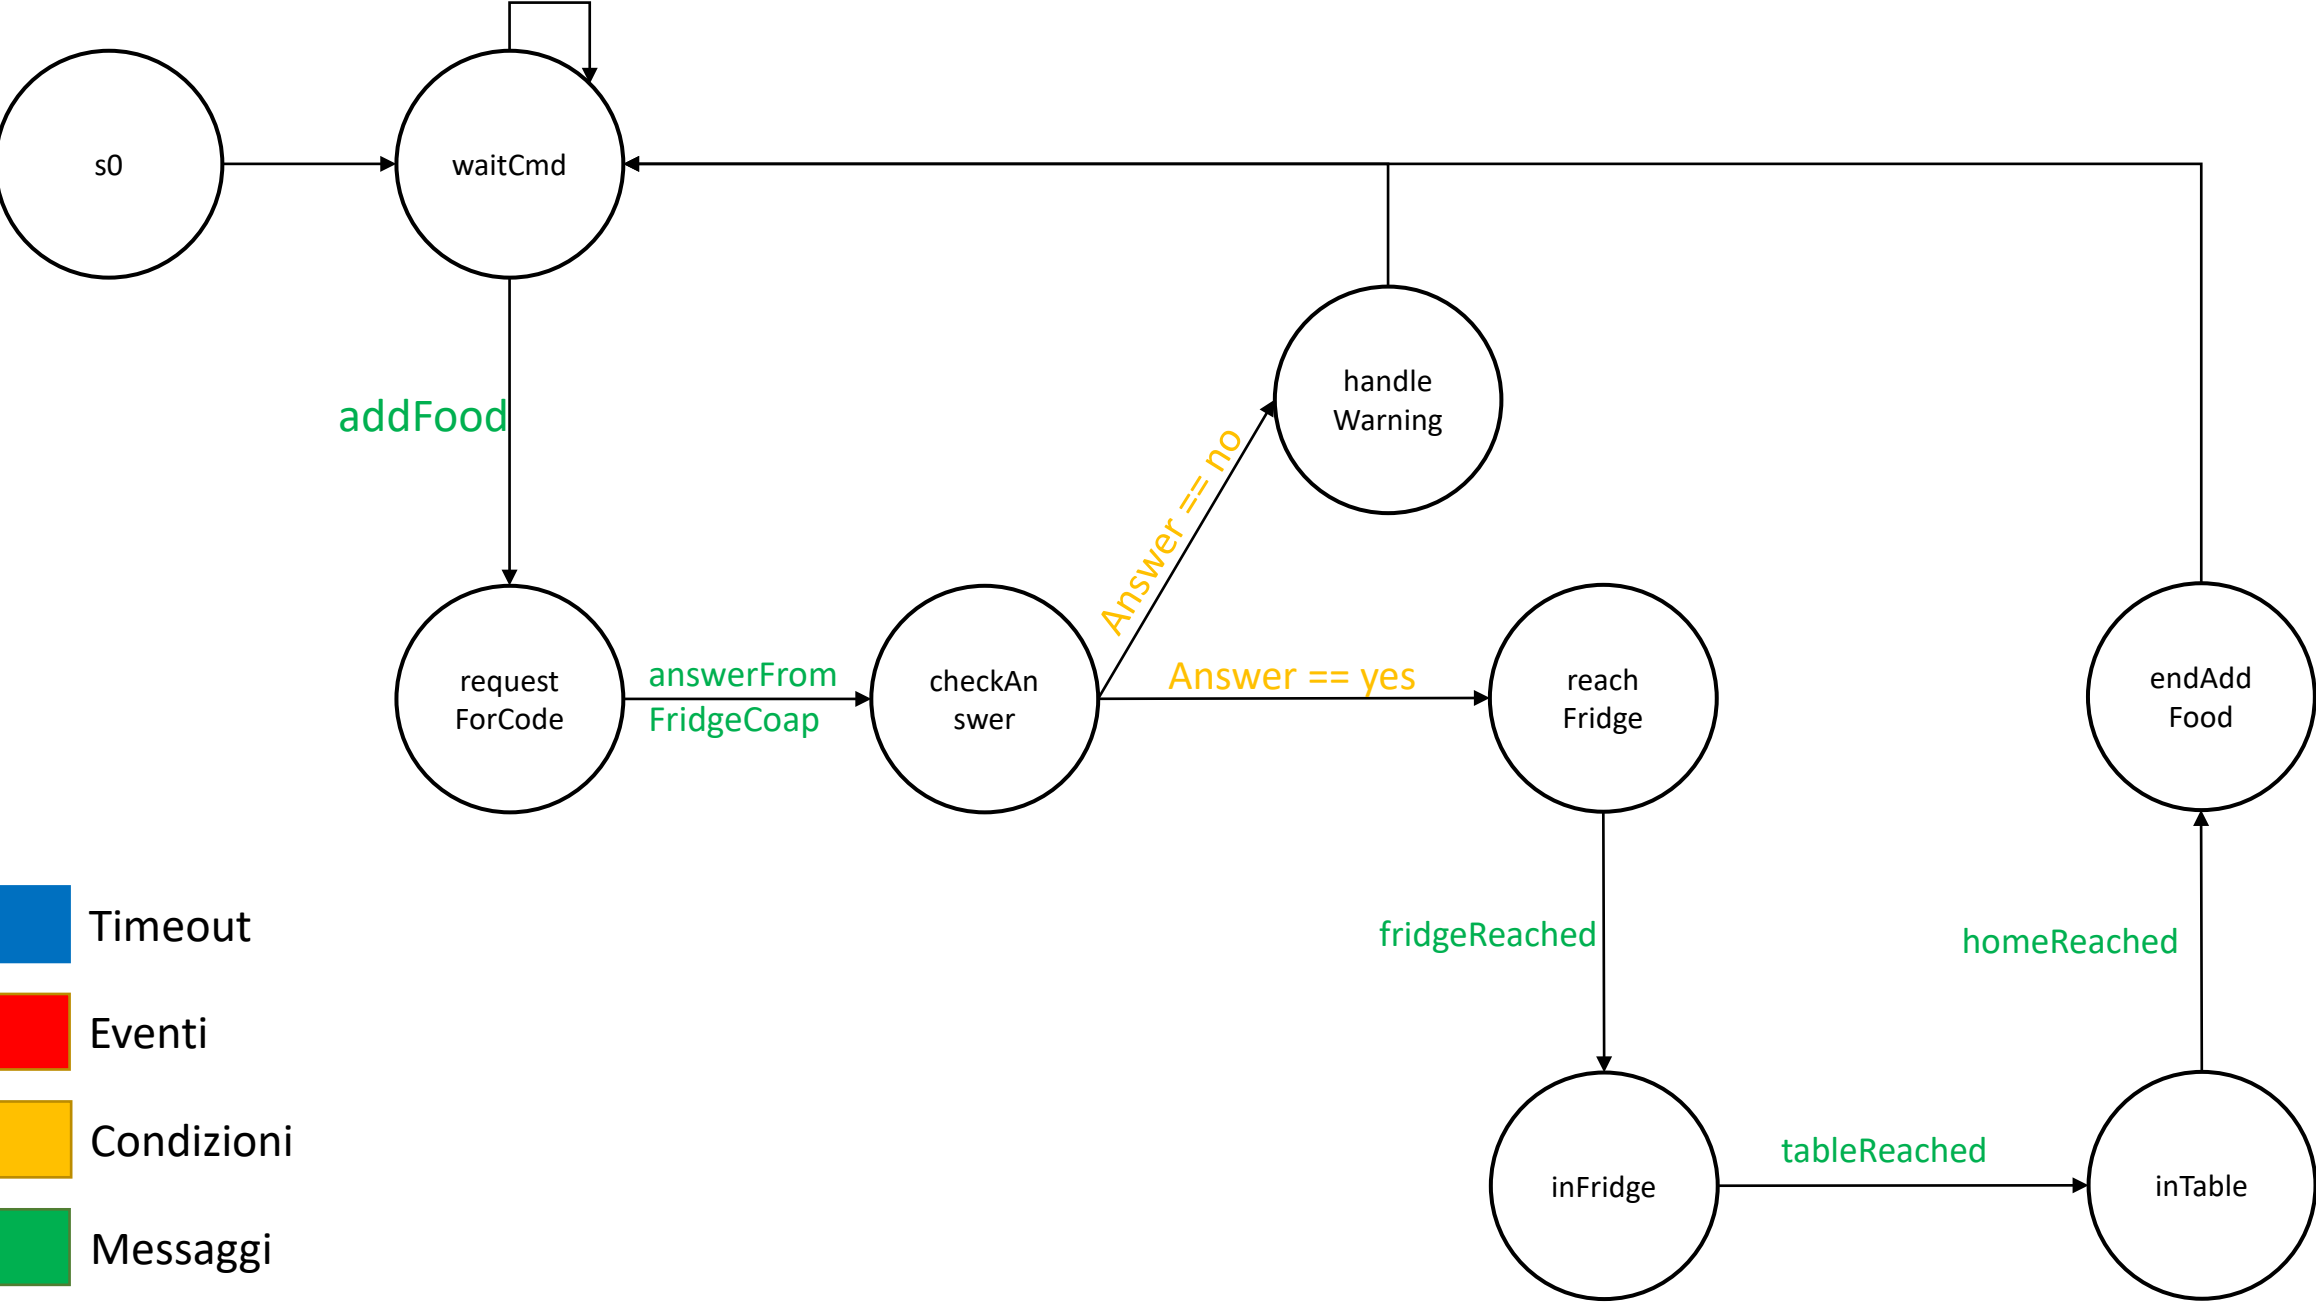 s0
waitCmd
handle
Warning
addFood
Answer == no
request
ForCode
answerFrom
FridgeCoap
checkAn
swer
Answer == yes
reach
Fridge
endAdd
Food
Timeout
Eventi
Condizioni
Messaggi
fridgeReached
homeReached
inFridge
tableReached
inTable